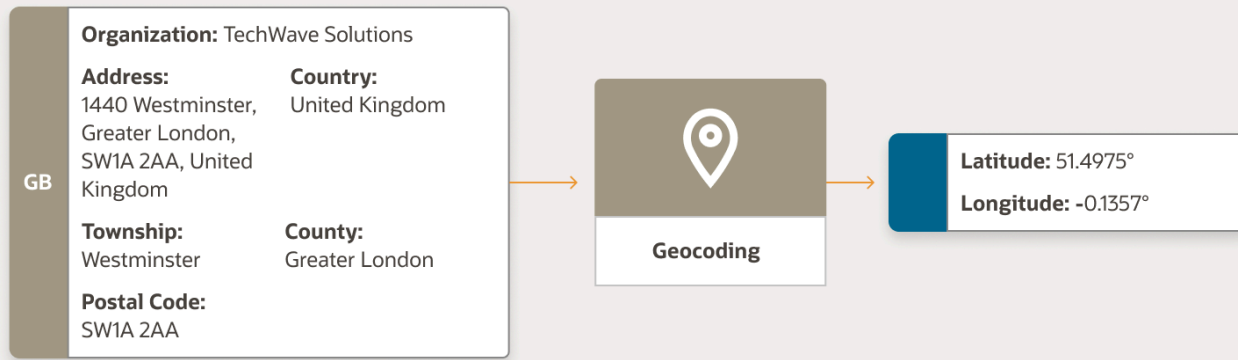 GB
Organization: TechWave Solutions
Address:
1440 Westminster,
Greater London,
SW1A 2AA, United
Kingdom
Country:
United Kingdom
Township:
Westminster
County:
Greater London
Postal Code:
SW1A 2AA
Geocoding
Latitude: 51.4975°
Longitude: -0.1357°